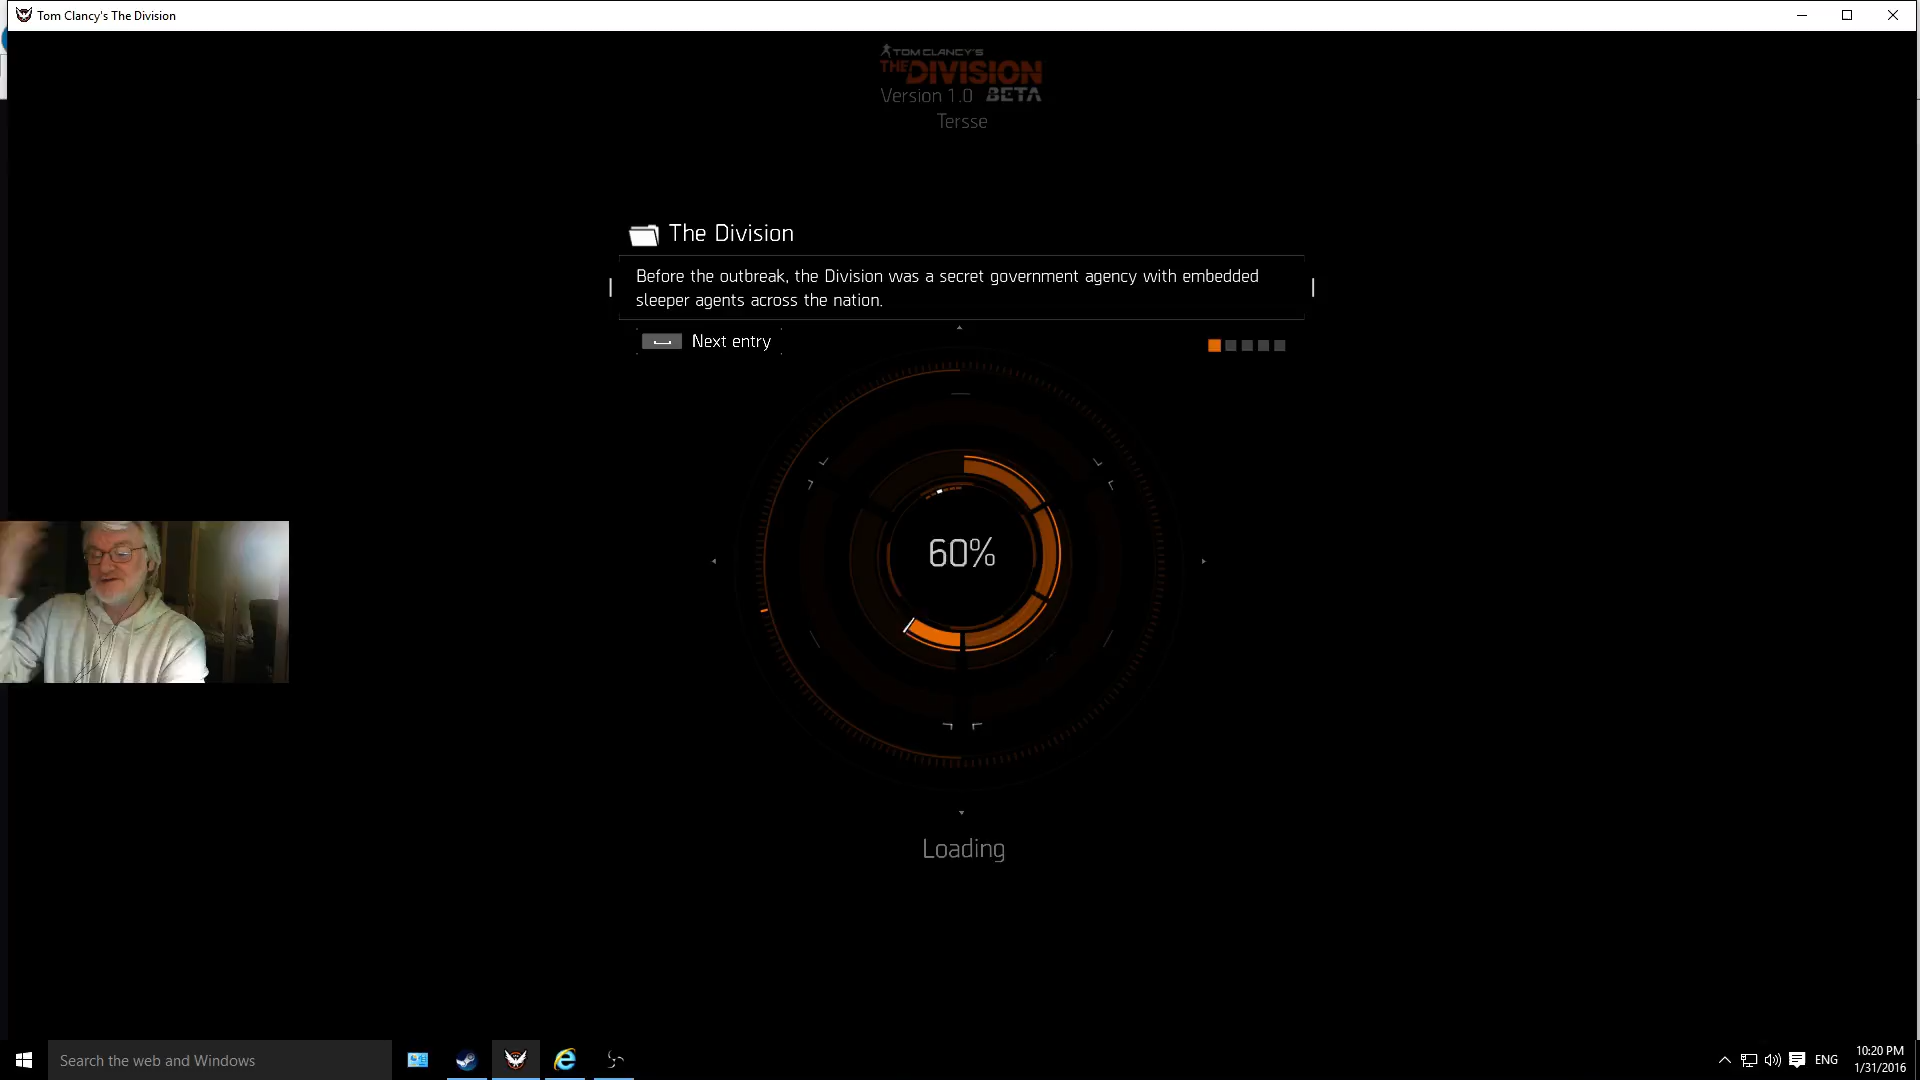 Tom Clancy's The Division
TOM CLANCY'S
THE DIVISION
Version 1.0 BETA
Tersse
The Division
Before the outbreak, the Division was a secret government agency with embedded
sleeper agents across the nation.
Next entry
60%
Loading
Search the web and Windows
ENG
10:20 PM
1/31/2016